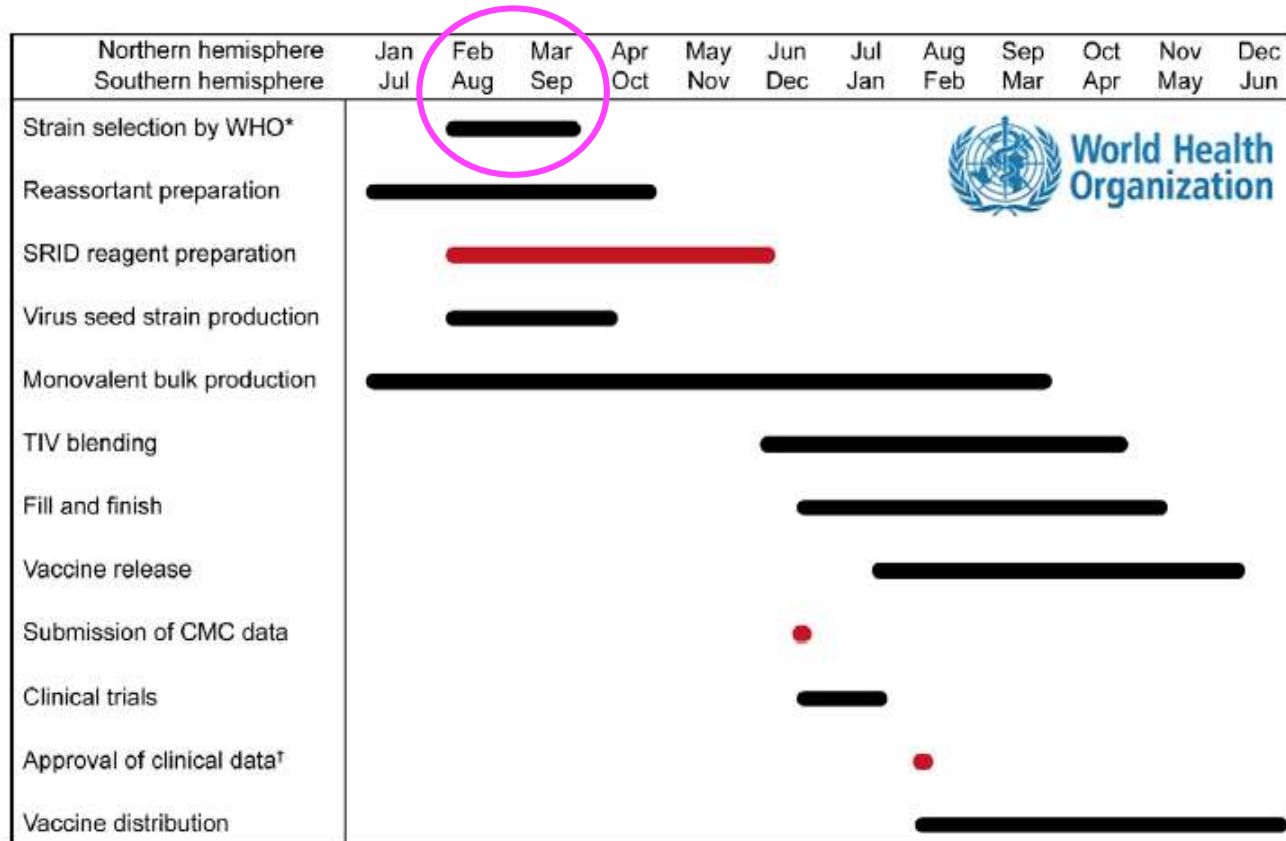 Northern hemisphere Jan Feb Mar Apr May Jun Jul Aug Sep Oct Nov Dec
Southern hemisphere Jul Aug Sep Oct Nov Dec Jan Feb Mar Apr May Jun
Strain selection by WHO*
World Health
Organization
Reassortant preparation
SRID reagent preparation
Virus seed strain production
Monovalent bulk production
TIV blending
Fill and finish
Vaccine release
Submission of CMC data
Clinical trials
Approval of clinical data†
Vaccine distribution